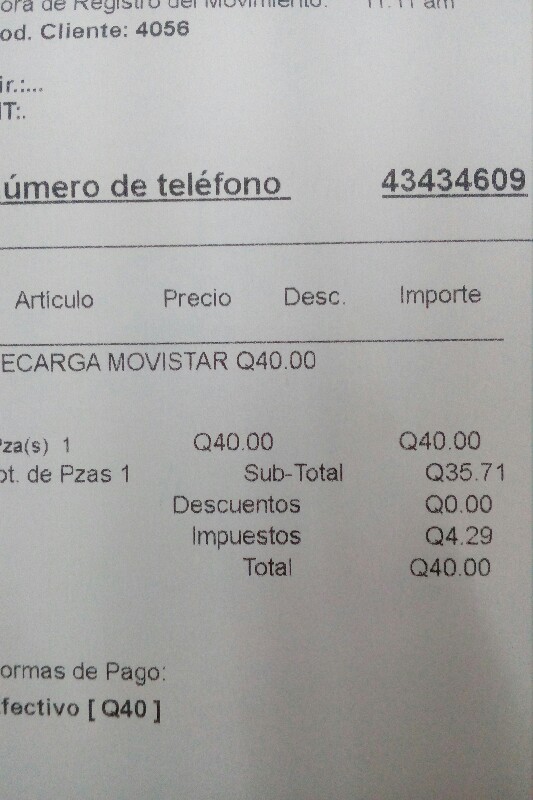 ora de Registro del Movimiento: 11:11 am
od. Cliente: 4056
ir.:...
IT:.
úmero de teléfono 43434609
Articulo Precio Desc. Importe
ECARGA MOVISTAR Q40.00
Pza(s) 1 Q40.00 Q40.00
ot. de Pzas 1 Sub-Total Q35.71
Descuentos Q0.00
Impuestos Q4.29
Total Q40.00
ormas de Pago:
fectivo [ Q40 ]